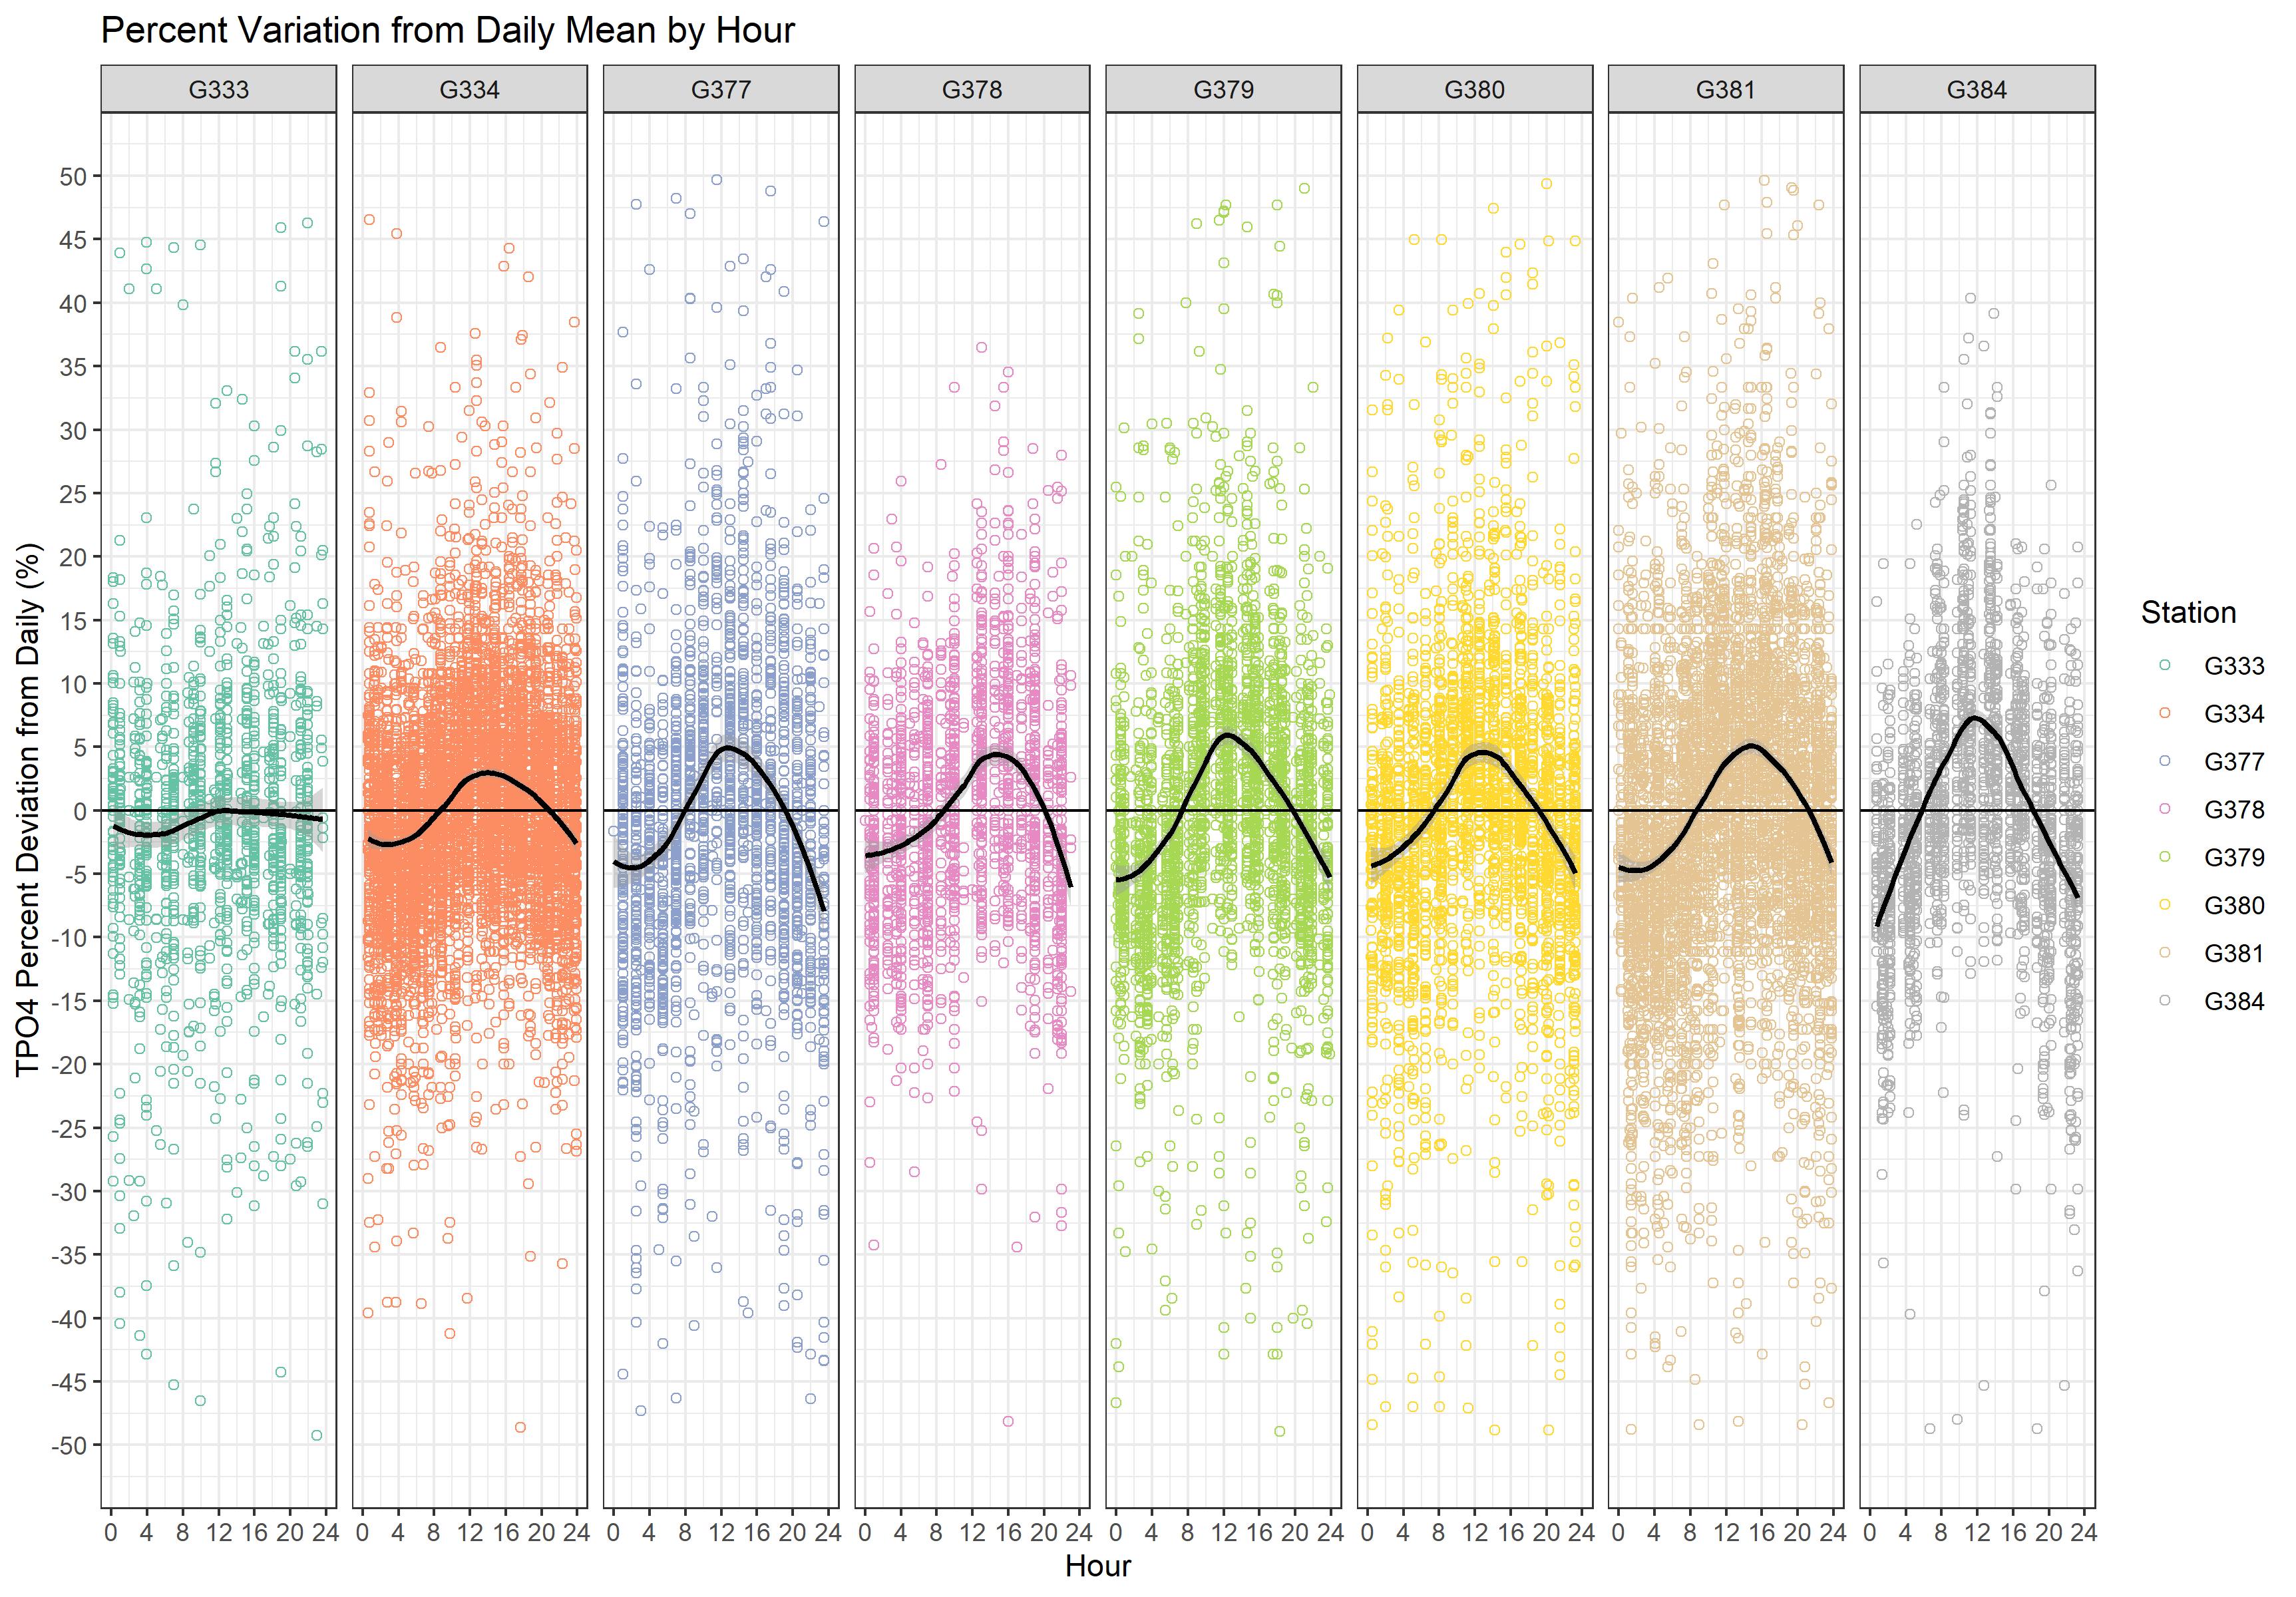 Percent Variation from Daily Mean by Hour
G333 G334 G377 G378 G379 G380 G381 G384
TPO4 Percent Deviation from Daily (%)
50
45
40
35
30
25
20
15
10
5
0
-5
-10
-15
-20
-25
-30
-35
-40
-45
-50
0 4 8 12 16 20 24 0 4 8 12 16 20 24 0 4 8 12 16 20 24 0 4 8 12 16 20 24 0 4 8 12 16 20 24 0 4 8 12 16 20 24 0 4 8 12 16 20 24 0 4 8 12 16 20 24
Hour
Station
G333
G334
G377
G378
G379
G380
G381
G384